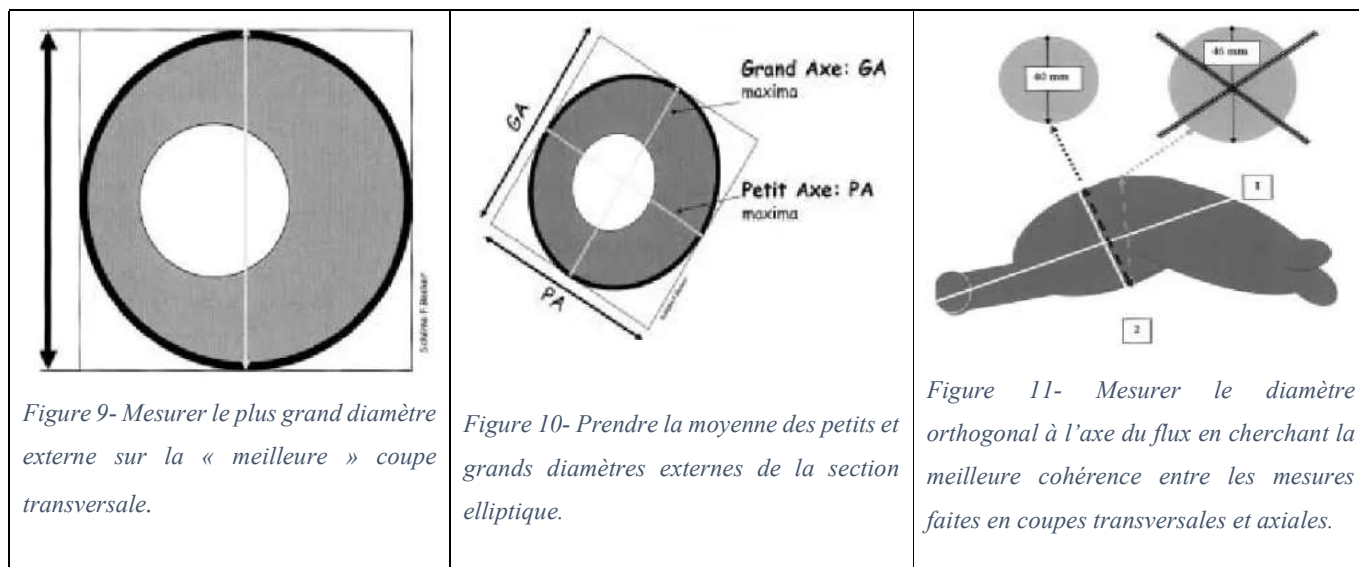 Schéma F. Becker
Figure 9- Mesurer le plus grand diamètre
externe sur la « meilleure » coupe
transversale.
GA
PA
Grand Axe: GA
maxima
Petit Axe: PA
maxima
Figure 10- Prendre la moyenne des petits et
grands diamètres externes de la section
elliptique.
40 mm
46 mm
1
2
Figure 11- Mesurer le diamètre
orthogonal à l’axe du flux en cherchant la
meilleure cohérence entre les mesures
faites en coupes transversales et axiales.